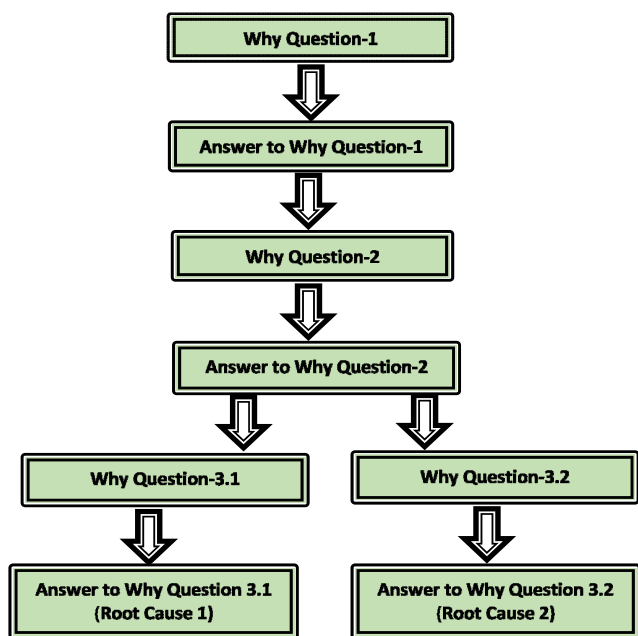 Why Question-1
Answer to Why Question-1
Why Question-2
Answer to Why Question-2
Why Question-3.1
Why Question-3.2
Answer to Why Question 3.1
(Root Cause 1)
Answer to Why Question 3.2
(Root Cause 2)